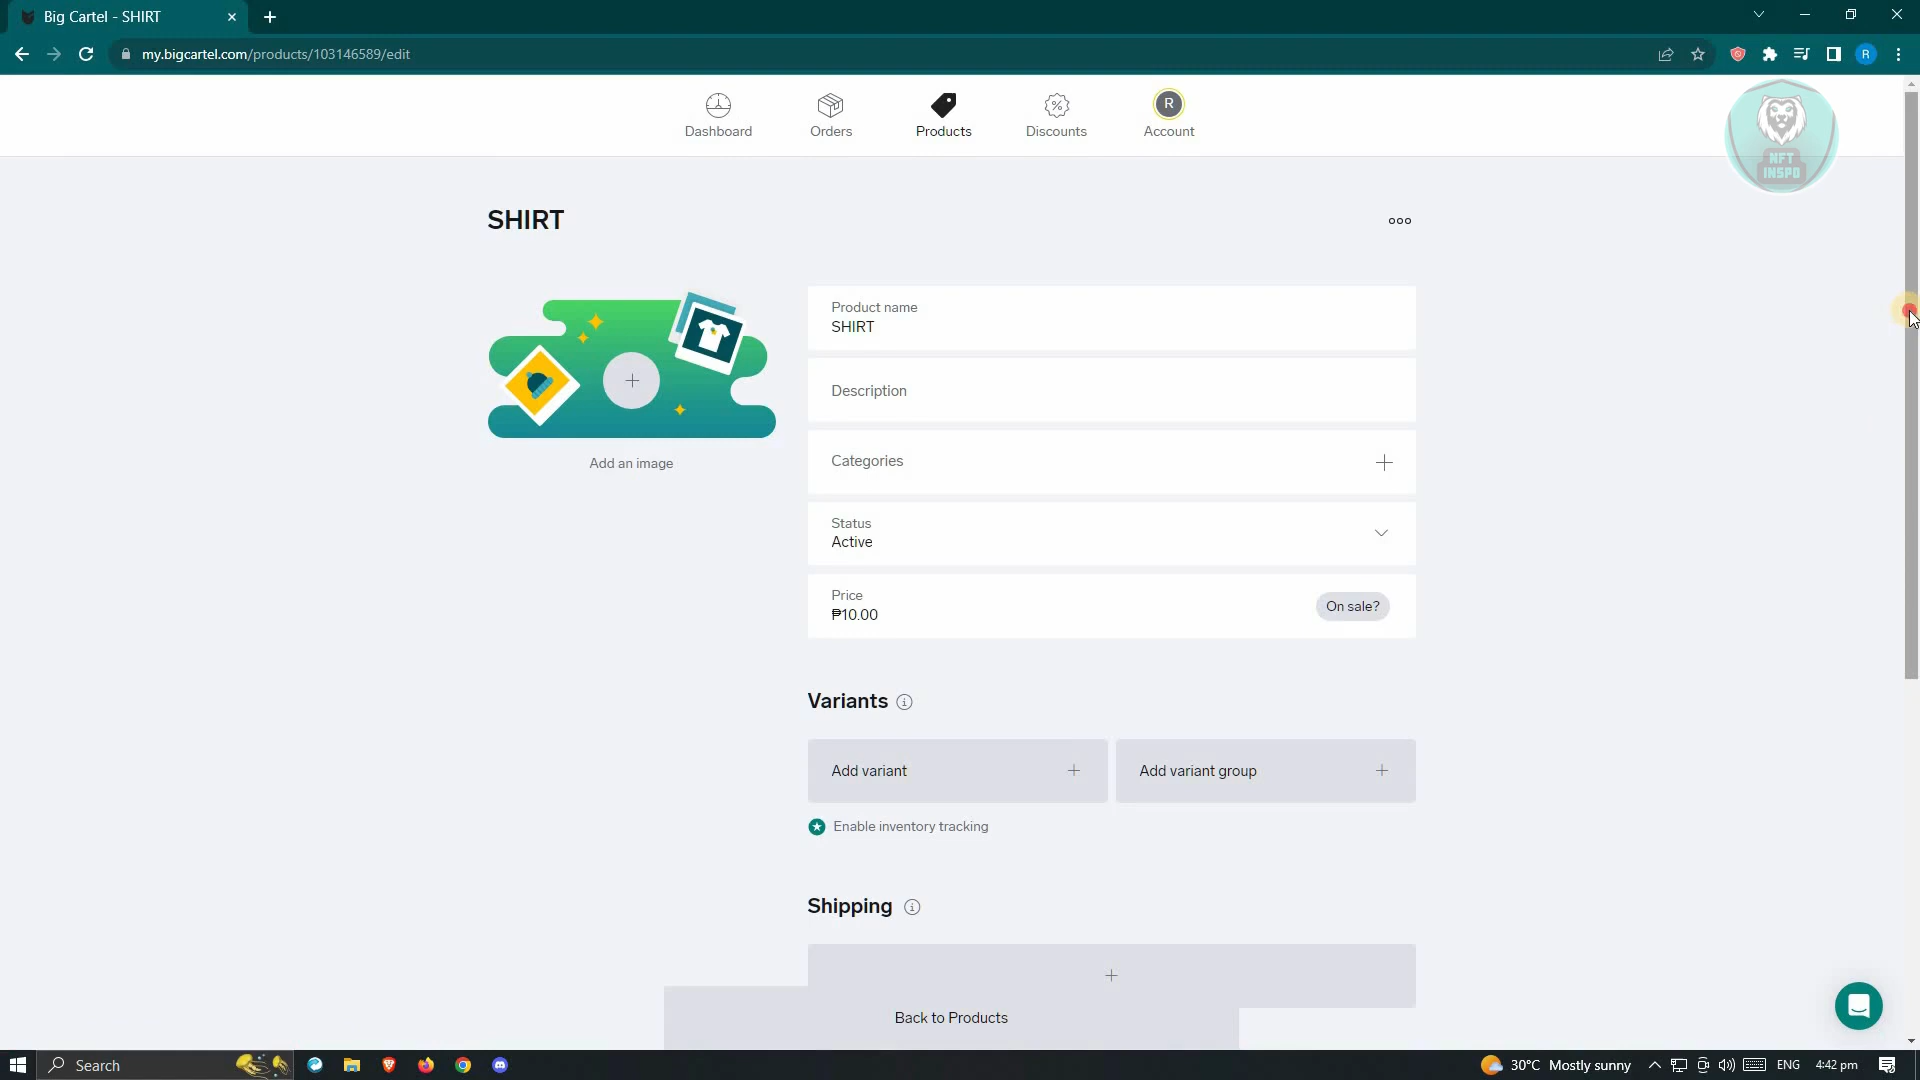 Big Cartel - SHIRT
my.bigcartel.com/products/103146589/edit
R
Dashboard
Orders
Products
Discounts
R
Account
NFT
INSPO
SHIRT
Add an image
Product name
SHIRT
Description
Categories
Status
Active
Price
₱10.00
On sale?
Variants
Add variant
Add variant group
Enable inventory tracking
Shipping
Back to Products
Search
30°C Mostly sunny
ENG
4:42 pm